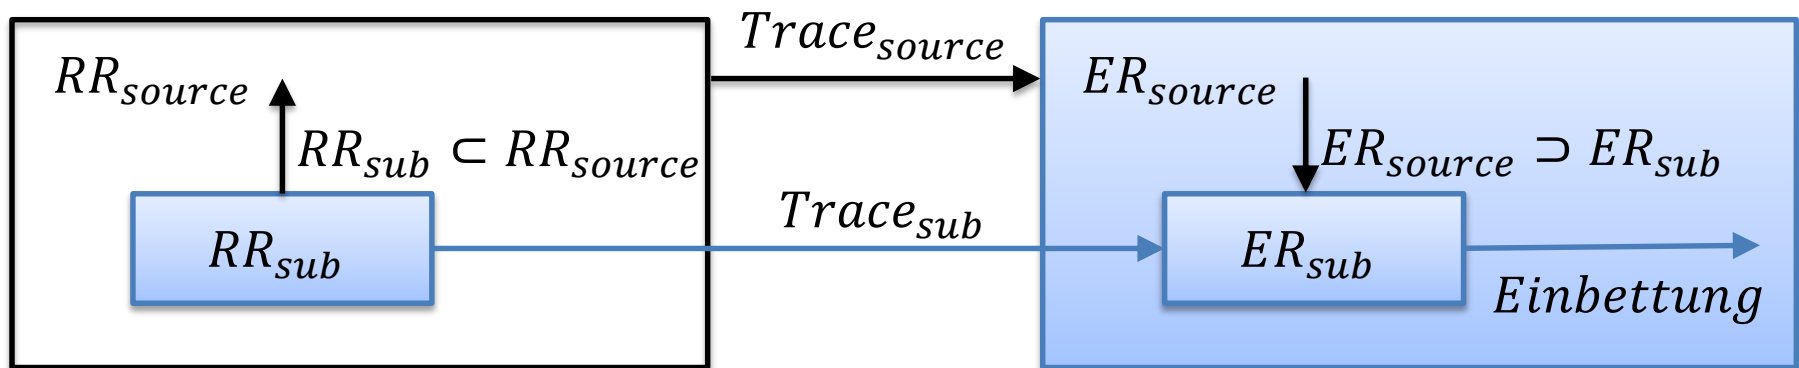 Trace_source
RR_source
ER_source
RR_sub ⊂ RR_source
ER_source ⊃ ER_sub
Trace_sub
RR_sub
ER_sub
Einbettung